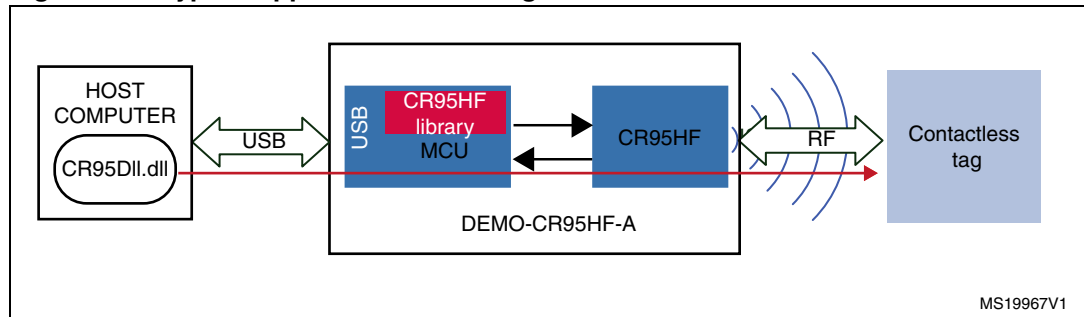 HOST
COMPUTER
CR95Dll.dll
USB
USB
CR95HF
library
MCU
CR95HF
DEMO-CR95HF-A
RF
Contactless
tag
MS19967V1